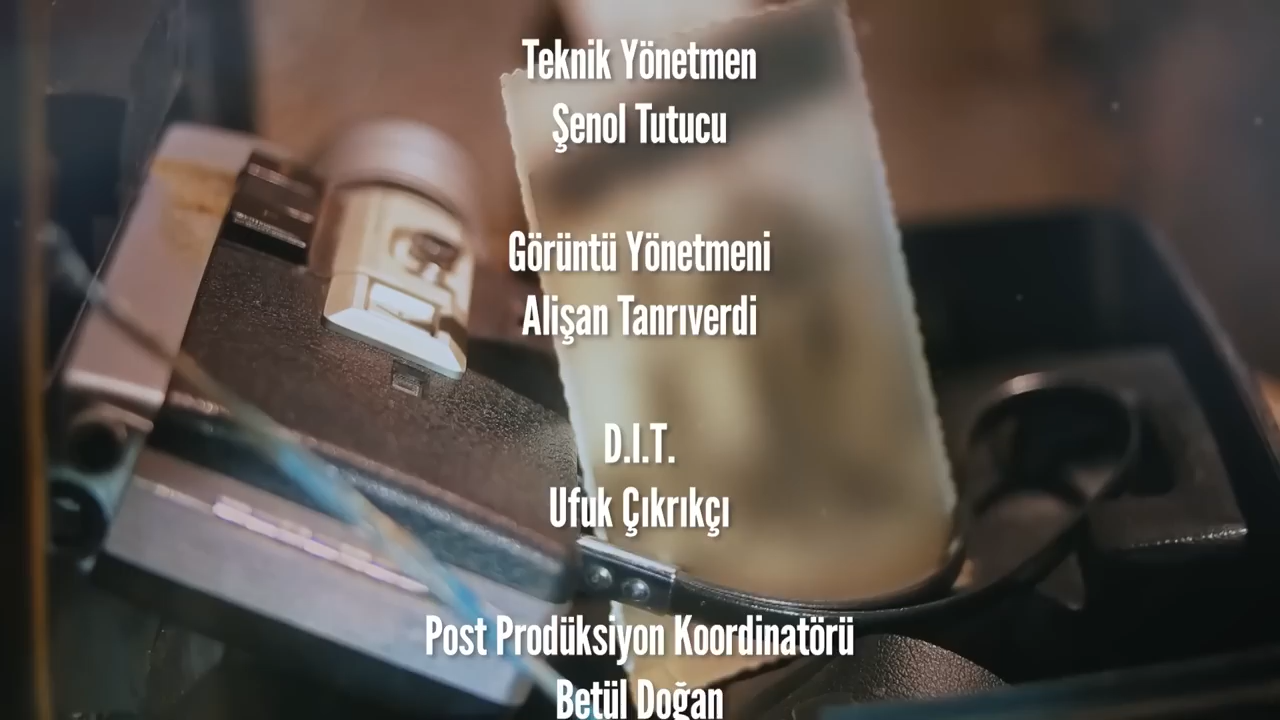 Teknik Yönetmen
Şenol Tutucu
Görüntü Yönetmeni
Alişan Tanrıverdi
D.I.T.
Ufuk Çıkrıkçı
Post Prodüksiyon Koordinatörü
Betül Doğan